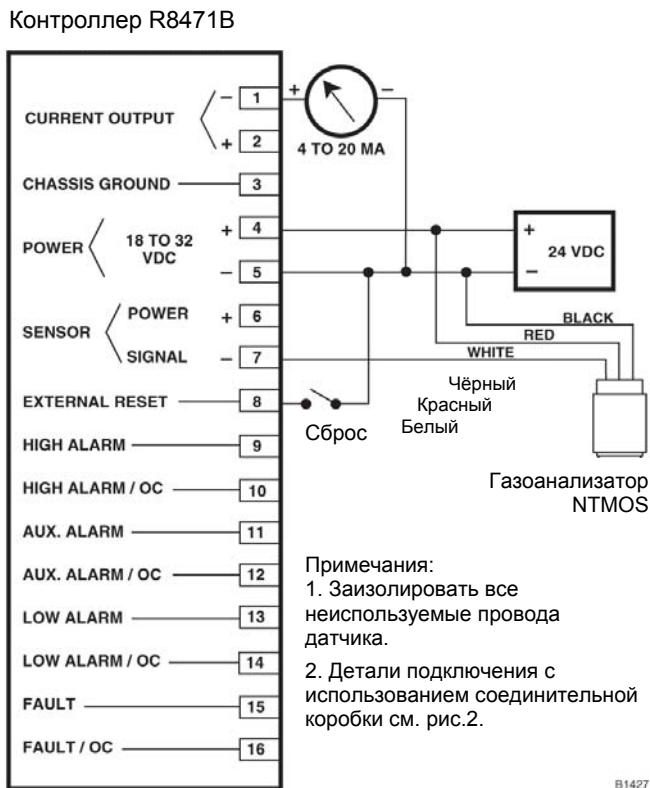 Контроллер R8471B
CURRENT OUTPUT
− 1
+ 2
+ −
4 TO 20 MA
CHASSIS GROUND 3
POWER 18 TO 32 VDC
+ 4
− 5
+
−
24 VDC
SENSOR
POWER + 6
SIGNAL − 7
BLACK
RED
WHITE
Чёрный
Красный
Белый
EXTERNAL RESET 8
Сброс
Газоанализатор
NTMOS
HIGH ALARM 9
HIGH ALARM / OC 10
AUX. ALARM 11
AUX. ALARM / OC 12
LOW ALARM 13
LOW ALARM / OC 14
FAULT 15
FAULT / OC 16
Примечания:
1. Заизолировать все
неиспользуемые провода
датчика.
2. Детали подключения с
использованием соединительной
коробки см. рис.2.
B1427